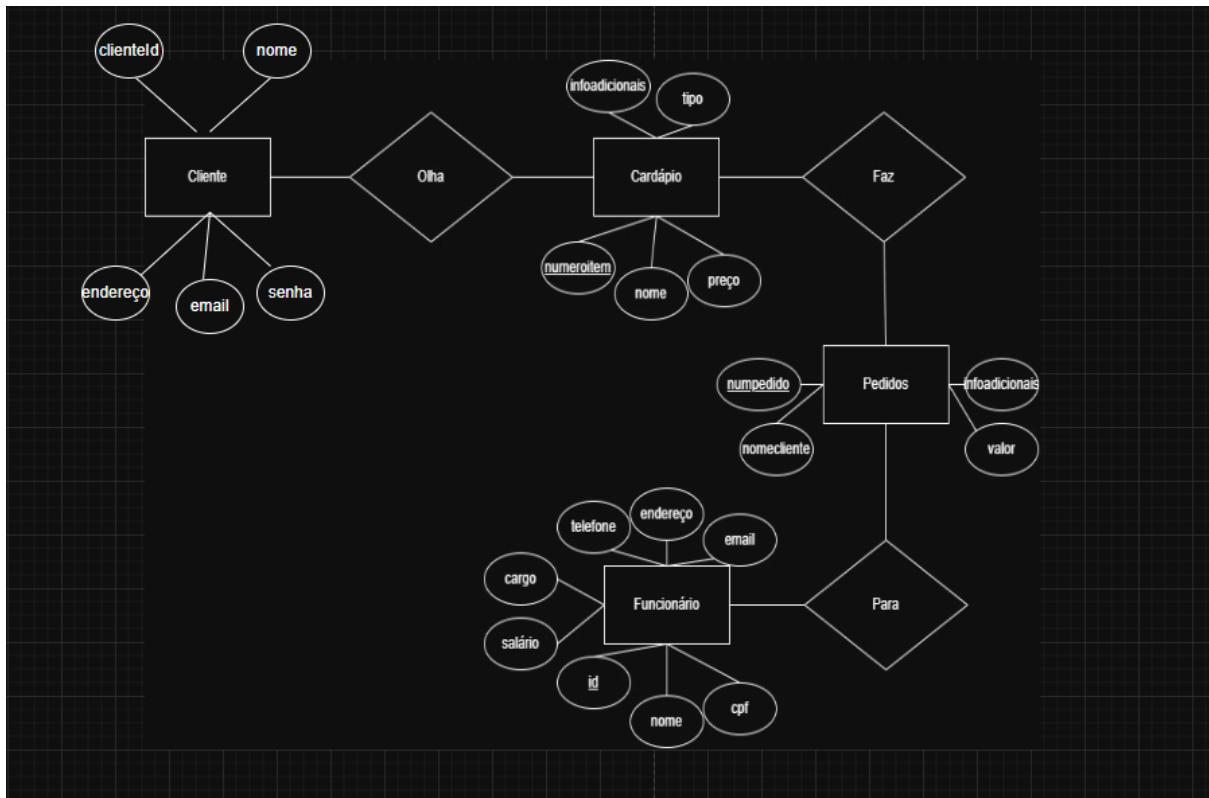 clienteId
nome
infoadicionais
tipo
Cliente
Olha
Cardápio
Faz
endereço
email
senha
numeroitem
nome
preço
numpedido
Pedidos
infoadicionais
nomecliente
valor
telefone
endereço
email
cargo
Funcionário
Para
salário
id
nome
cpf